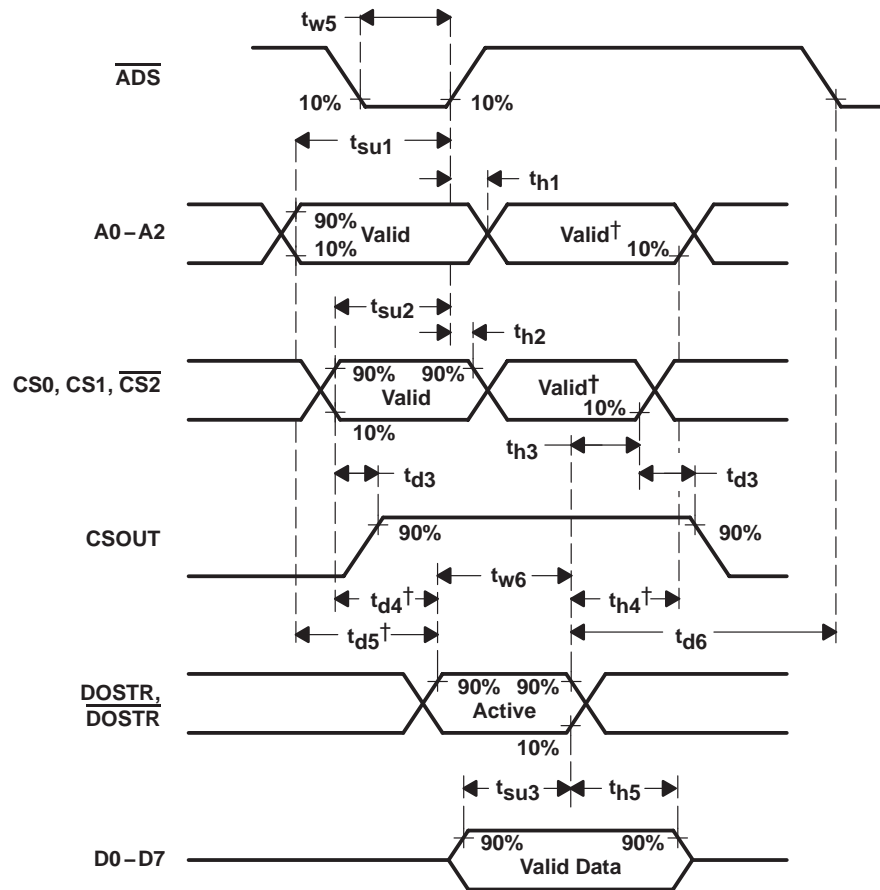 tw5
ADS
10% 10%
tsu1
th1
A0–A2
90%
Valid
10%
Valid†
10%
tsu2
th2
CS0, CS1, CS2
90% 90%
Valid
10%
Valid†
10%
th3
td3
td3
CSOUT
90%
90%
tw6
td4†
th4†
td5†
td6
DOSTR,
DOSTR
90% 90%
Active
10%
tsu3
th5
D0–D7
90% 90%
Valid Data